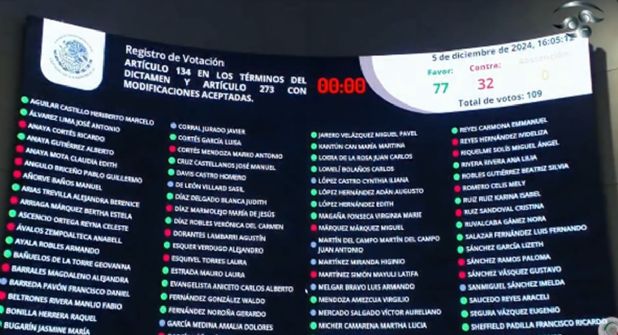 Registro de Votación
ARTÍCULO 134 EN LOS TÉRMINOS DEL
DICTAMEN Y ARTÍCULO 273 CON
MODIFICACIONES ACEPTADAS.
00:00
5 de diciembre de 2024, 16:05:12
Favor:
Contra:
Abstención:
77
32
0
Total de votos: 109
AGUILAR CASTILLO HERIBERTO MARCELO
ÁLVAREZ LIMA JOSÉ ANTONIO
ANAYA CORTÉS RICARDO
ANAYA GUTIÉRREZ ALBERTO
ANAYA MOTA CLAUDIA EDITH
ANGULO BRICEÑO PABLO GUILLERMO
AÑORVE BAÑOS MANUEL
ARIAS TREVILLA ALEJANDRA BERENICE
ARRIAGA MÁRQUEZ BERTHA ESTELA
ASCENCIO ORTEGA REYNA CELESTE
ÁVALOS ZEMPOALTECA ANABELL
AYALA ROBLES ARMANDO
BAÑUELOS DE LA TORRE GEOVANNA
BARRALES MAGDALENO ALEJANDRA
BARREDA PAVÓN FRANCISCO DANIEL
BELTRONES RIVERA MANLIO FABIO
BONILLA HERRERA RAQUEL
BUGARÍN JASMINE MARÍA
CORRAL JURADO JAVIER
CORTÉS GARCÍA LUISA
CORTÉS MENDOZA MARKO ANTONIO
CRUZ CASTELLANOS JOSÉ MANUEL
DAVIS CASTRO HOMERO
DE LEÓN VILLARD SASIL
DÍAZ DELGADO BLANCA JUDITH
DÍAZ MARMOLEJO MARÍA DE JESÚS
DÍAZ ROBLES VERÓNICA DEL CARMEN
DORANTES LAMBARRI AGUSTÍN
ESQUER VERDUGO ALEJANDRO
ESQUIVEL TORRES LAURA
ESTRADA MAURO LAURA
EVANGELISTA ANICETO CARLOS ALBERTO
FERNÁNDEZ GONZÁLEZ WALDO
FERNÁNDEZ NOROÑA GERARDO
GARCÍA MEDINA AMALIA DOLORES
JARERO VELÁZQUEZ MIGUEL PAVEL
KANTÚN CAN MARÍA MARTINA
LOERA DE LA ROSA JUAN CARLOS
LOMELÍ BOLAÑOS CARLOS
LÓPEZ CASTRO CYNTHIA ILIANA
LÓPEZ HERNÁNDEZ ADÁN AUGUSTO
LÓPEZ HERNÁNDEZ EDITH
MAGAÑA FONSECA VIRGINIA MARIE
MÁRQUEZ MÁRQUEZ MIGUEL
MARTÍN DEL CAMPO MARTÍN DEL CAMPO
JUAN ANTONIO
MARTÍNEZ MIRANDA HIGINIO
MARTÍNEZ SIMÓN MAYULI LATIFA
MELGAR BRAVO LUIS ARMANDO
MENDOZA AMEZCUA VIRGILIO
MERCADO SALGADO VÍCTOR AURELIANO
MICHER CAMARENA MARTHA LUCIA
REYES CARMONA EMMANUEL
REYES HERNÁNDEZ IVIDELIZA
RIQUELME SOLÍS MIGUEL ÁNGEL
RIVERA RIVERA ANA LILIA
ROBLES GUTIÉRREZ BEATRIZ SILVIA
ROMERO CELIS MELY
RUIZ RUIZ KARINA ISABEL
RUIZ SANDOVAL CRISTINA
RUVALCABA GÁMEZ NORA
SALAZAR FERNÁNDEZ LUIS FERNANDO
SÁNCHEZ GARCÍA LIZETH
SÁNCHEZ RAMOS PALOMA
SÁNCHEZ VÁSQUEZ GUSTAVO
SANMIGUEL SÁNCHEZ IMELDA
SAUCEDO REYES ARACELI
SEGURA VÁZQUEZ EUGENIO
SHEFFIELD PADILLA FRANCISCO RICARDO